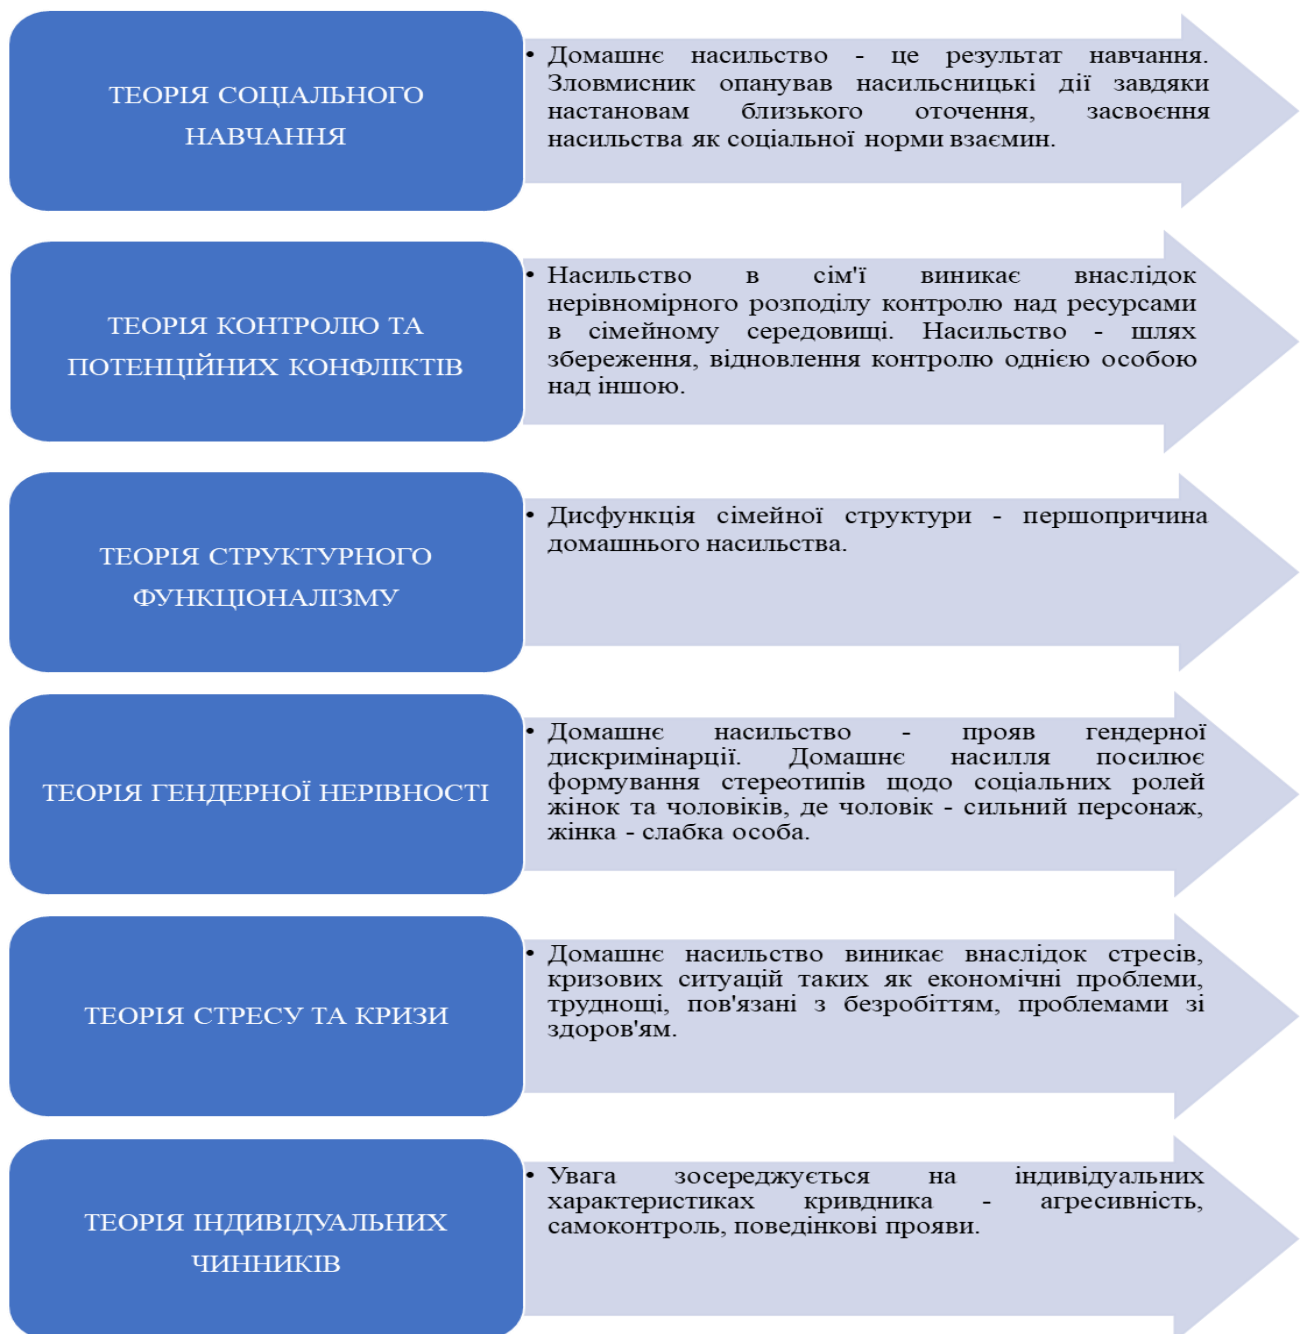 ТЕОРІЯ СОЦІАЛЬНОГО
НАВЧАННЯ
• Домашнє насильство - це результат навчання.
Зловмисник опанував насильсницькі дії завдяки
настановам близького оточення, засвоєння
насильства як соціальної норми взаємин.
ТЕОРІЯ КОНТРОЛЮ ТА
ПОТЕНЦІЙНИХ КОНФЛІКТІВ
• Насильство в сім'ї виникає внаслідок
нерівномірного розподілу контролю над ресурсами
в сімейному середовищі. Насильство - шлях
збереження, відновлення контролю однією особою
над іншою.
ТЕОРІЯ СТРУКТУРНОГО
ФУНКЦІОНАЛІЗМУ
• Дисфункція сімейної структури - першопричина
домашнього насильства.
ТЕОРІЯ ГЕНДЕРНОЇ НЕРІВНОСТІ
• Домашнє насильство - прояв гендерної
дискримінарції. Домашнє насилля посилює
формування стереотипів щодо соціальних ролей
жінок та чоловіків, де чоловік - сильний персонаж,
жінка - слабка особа.
ТЕОРІЯ СТРЕСУ ТА КРИЗИ
• Домашнє насильство виникає внаслідок стресів,
кризових ситуацій таких як економічні проблеми,
труднощі, пов'язані з безробіттям, проблемами зі
здоров'ям.
ТЕОРІЯ ІНДИВІДУАЛЬНИХ
ЧИННИКІВ
• Увага зосереджується на індивідуальних
характеристиках кривдника - агресивність,
самоконтроль, поведінкові прояви.